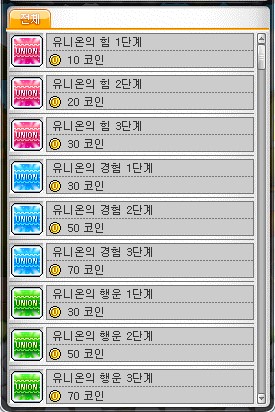 전체
유니온의 힘 1단계
UNION
10 코인
유니온의 힘 2단계
UNION
20 코인
유니온의 힘 3단계
UNION
30 코인
유니온의 경험 1단계
UNION
30 코인
유니온의 경험 2단계
UNION
50 코인
유니온의 경험 3단계
UNION
70 코인
유니온의 행운 1단계
UNION
30 코인
유니온의 행운 2단계
UNION
50 코인
유니온의 행운 3단계
UNION
70 코인